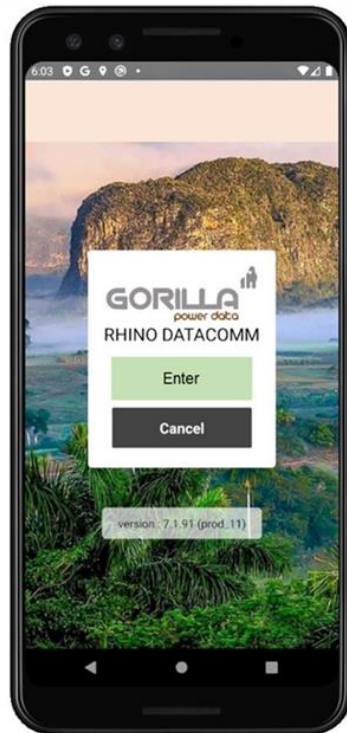 6:03
GORILLA
power data
RHINO DATACOMM
Enter
Cancel
version : 7.1.91 (prod_11)